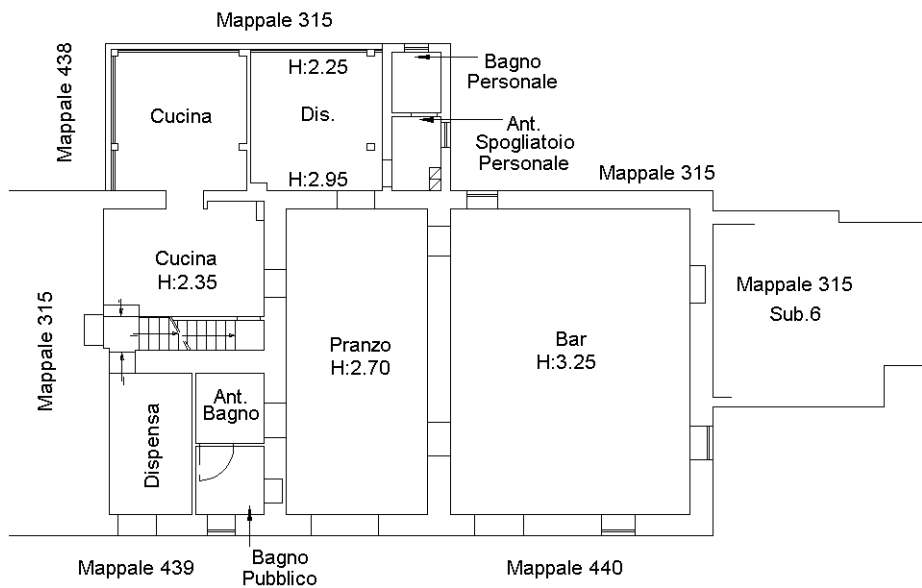 Mappale 315
Mappale 438
H:2.25
Bagno
Personale
Cucina
Dis.
Ant.
Spogliatoio
Personale
H:2.95
Mappale 315
Cucina
H:2.35
Mappale 315
Sub.6
Mappale 315
Pranzo
H:2.70
Bar
H:3.25
Ant.
Bagno
Dispensa
Bagno
Pubblico
Mappale 439
Mappale 440